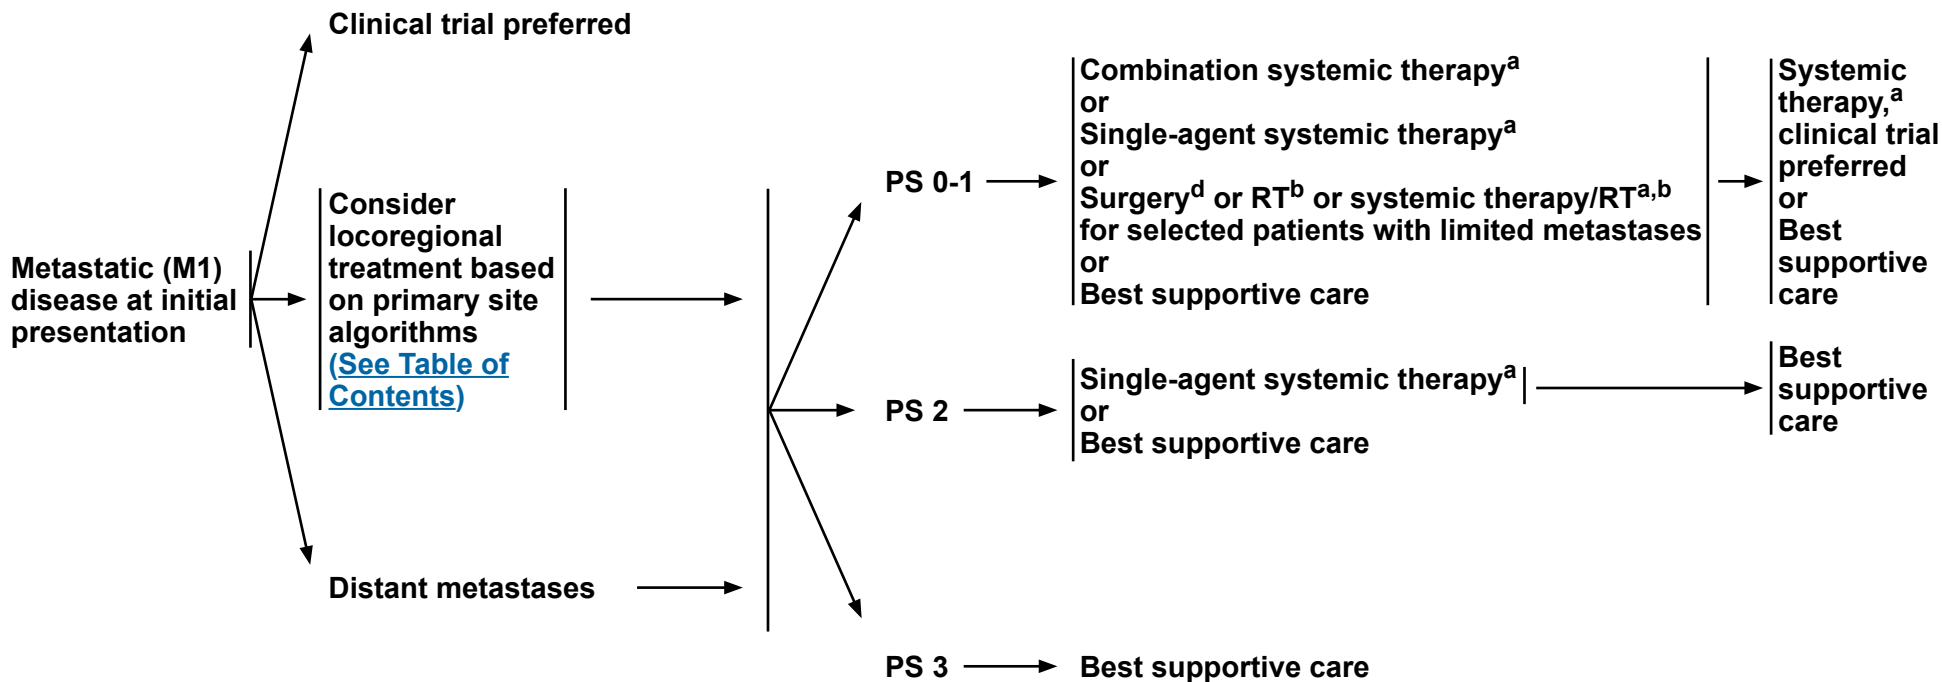 Clinical trial preferred
Metastatic (M1)
disease at initial
presentation
Consider
locoregional
treatment based
on primary site
algorithms
(See Table of
Contents)
Distant metastases
PS 0-1
Combination systemic therapyᵃ
or
Single-agent systemic therapyᵃ
or
Surgeryᵈ or RTᵇ or systemic therapy/RTᵃ,ᵇ
for selected patients with limited metastases
or
Best supportive care
Systemic
therapy,ᵃ
clinical trial
preferred
or
Best
supportive
care
PS 2
Single-agent systemic therapyᵃ
or
Best supportive care
Best
supportive
care
PS 3
Best supportive care